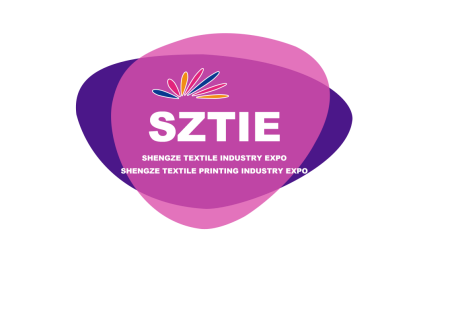 SZTIE
SHENGZE TEXTILE INDUSTRY EXPO
SHENGZE TEXTILE PRINTING INDUSTRY EXPO